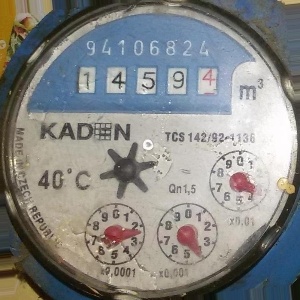 94106824
14594
m³
KADEN
TCS 142/92-1136
40°C
Qn1,5
x0,01
x0,0001
x0,001
MADE IN CZECH REPUBLIC